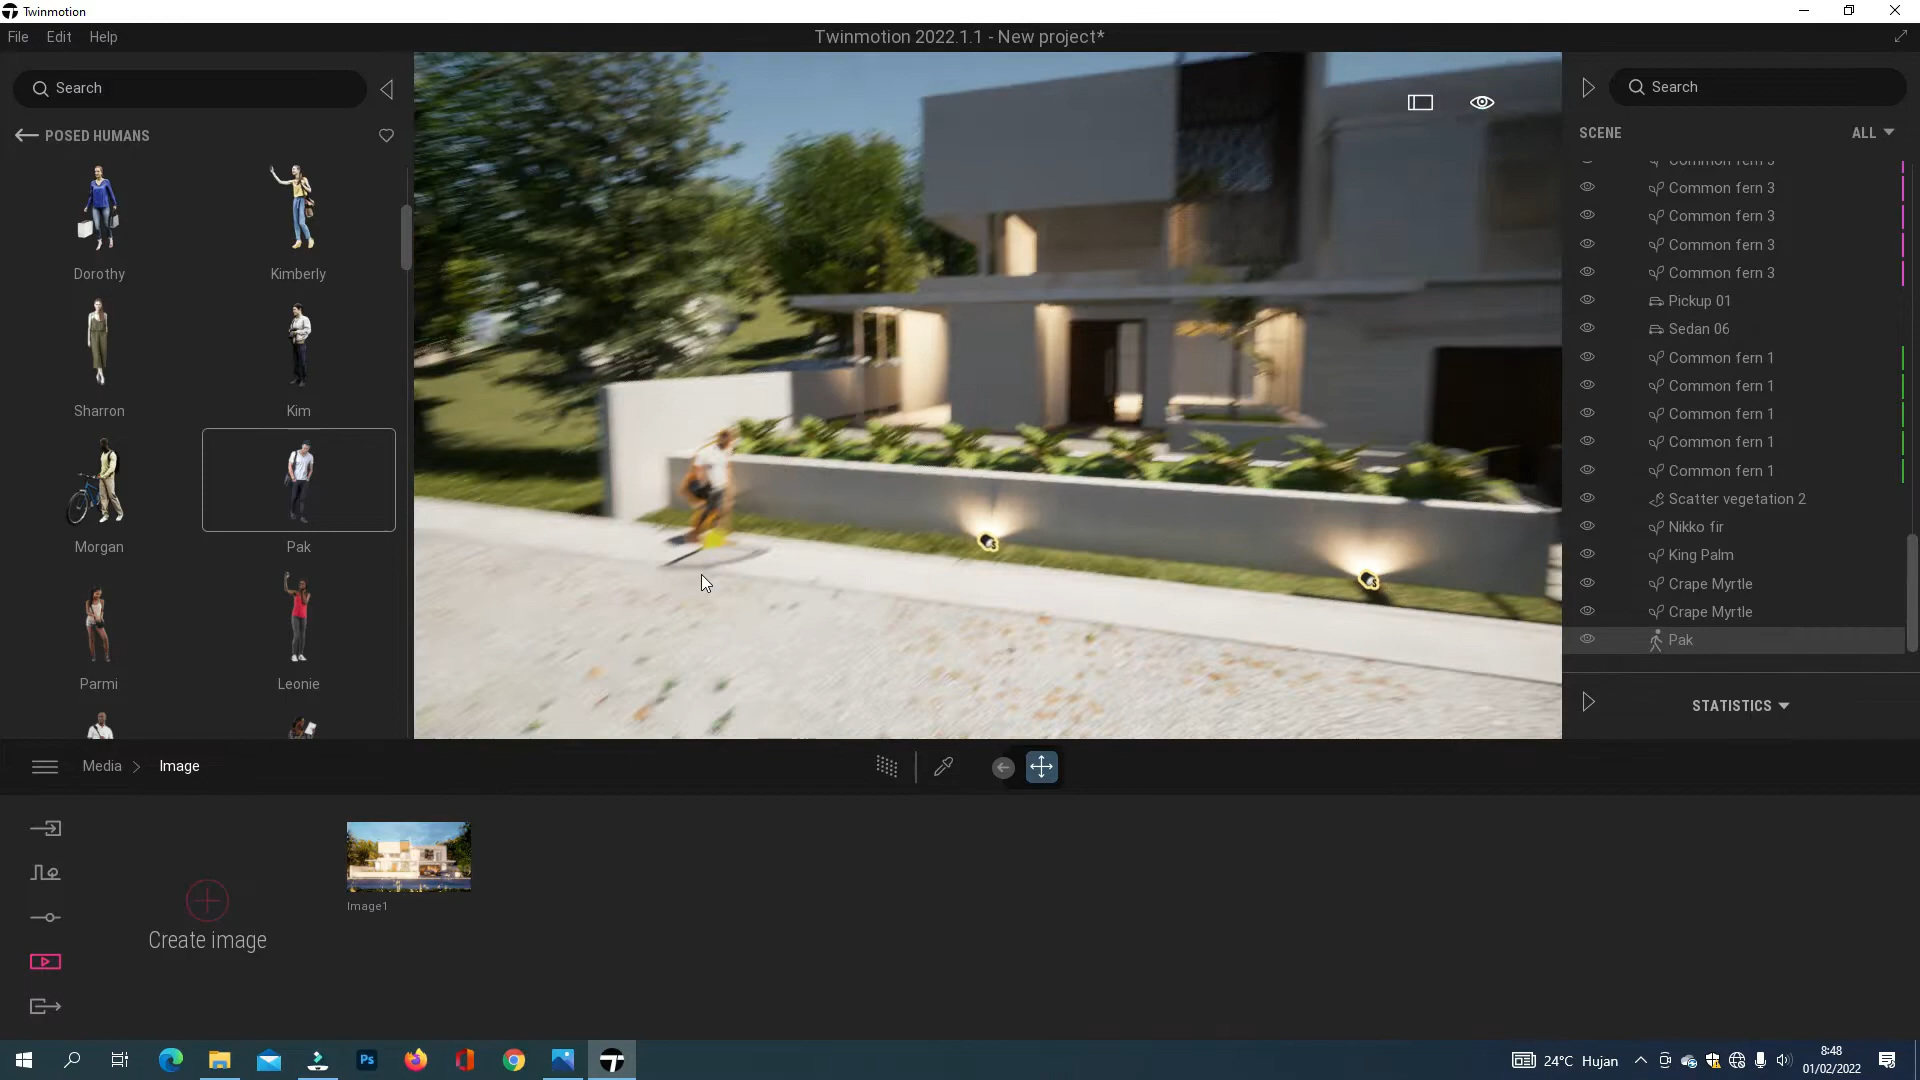 Twinmotion
File Edit Help
Twinmotion 2022.1.1 - New project*
Search
POSED HUMANS
Dorothy
Kimberly
Sharron
Kim
Morgan
Pak
Parmi
Leonie
Search
SCENE
ALL
Common fern 3
Common fern 3
Common fern 3
Common fern 3
Common fern 3
Pickup 01
Sedan 06
Common fern 1
Common fern 1
Common fern 1
Common fern 1
Common fern 1
Scatter vegetation 2
Nikko fir
King Palm
Crape Myrtle
Crape Myrtle
Pak
STATISTICS
Media
Image
Create image
Image1
Ps
24°C Hujan
8:48
01/02/2022